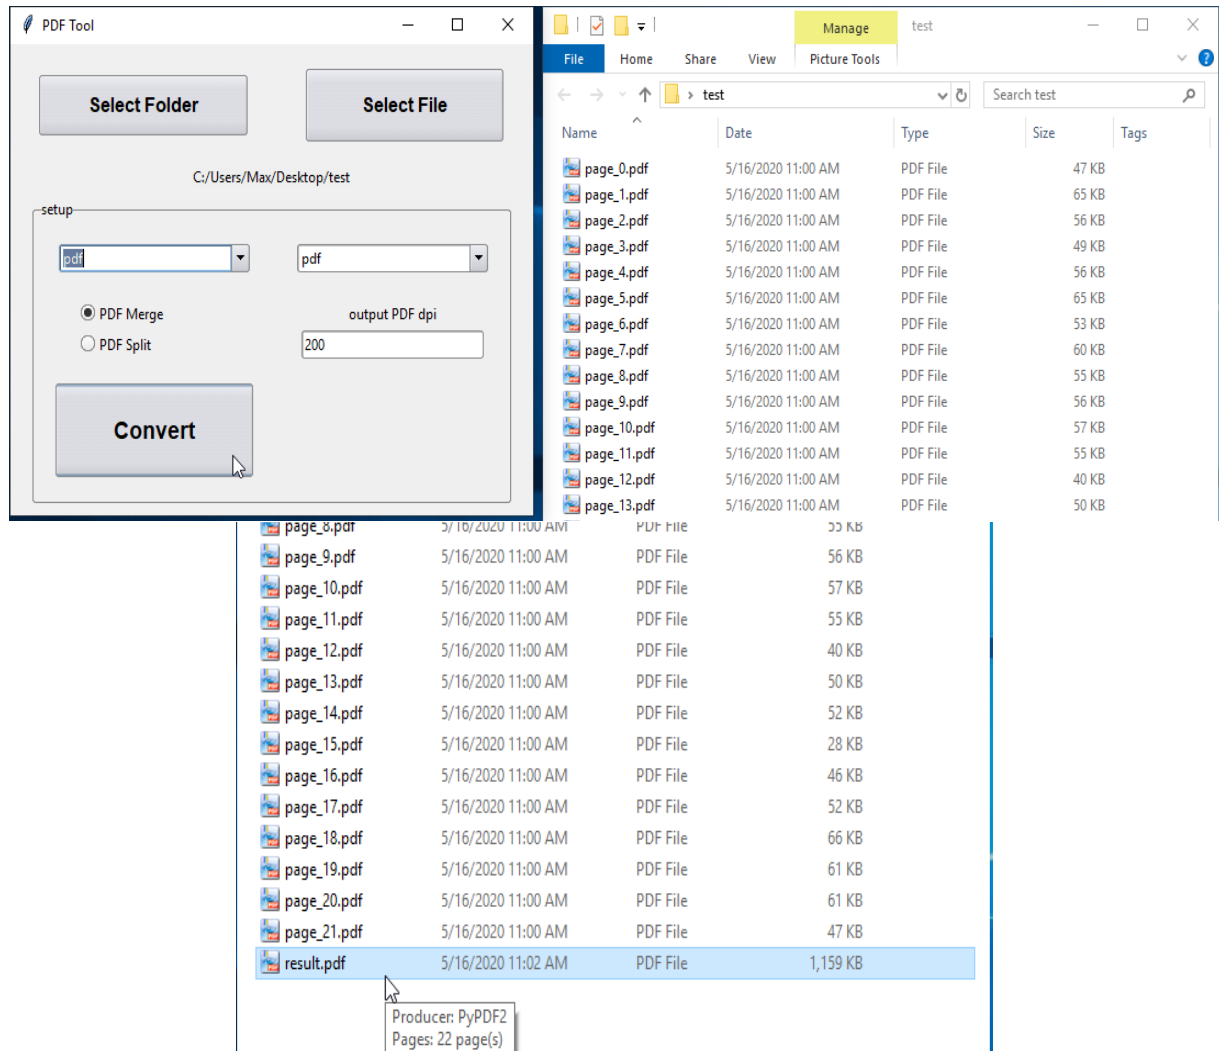 PDF Tool
Select Folder
Select File
C:/Users/Max/Desktop/test
setup
pdf
pdf
PDF Merge
PDF Split
output PDF dpi
200
Convert
Manage
test
File Home Share View Picture Tools
test
Search test
Name Date Type Size Tags
page_0.pdf 5/16/2020 11:00 AM PDF File 47 KB
page_1.pdf 5/16/2020 11:00 AM PDF File 65 KB
page_2.pdf 5/16/2020 11:00 AM PDF File 56 KB
page_3.pdf 5/16/2020 11:00 AM PDF File 49 KB
page_4.pdf 5/16/2020 11:00 AM PDF File 56 KB
page_5.pdf 5/16/2020 11:00 AM PDF File 65 KB
page_6.pdf 5/16/2020 11:00 AM PDF File 53 KB
page_7.pdf 5/16/2020 11:00 AM PDF File 60 KB
page_8.pdf 5/16/2020 11:00 AM PDF File 55 KB
page_9.pdf 5/16/2020 11:00 AM PDF File 56 KB
page_10.pdf 5/16/2020 11:00 AM PDF File 57 KB
page_11.pdf 5/16/2020 11:00 AM PDF File 55 KB
page_12.pdf 5/16/2020 11:00 AM PDF File 40 KB
page_13.pdf 5/16/2020 11:00 AM PDF File 50 KB
page_8.pdf 5/16/2020 11:00 AM PDF File 55 KB
page_9.pdf 5/16/2020 11:00 AM PDF File 56 KB
page_10.pdf 5/16/2020 11:00 AM PDF File 57 KB
page_11.pdf 5/16/2020 11:00 AM PDF File 55 KB
page_12.pdf 5/16/2020 11:00 AM PDF File 40 KB
page_13.pdf 5/16/2020 11:00 AM PDF File 50 KB
page_14.pdf 5/16/2020 11:00 AM PDF File 52 KB
page_15.pdf 5/16/2020 11:00 AM PDF File 28 KB
page_16.pdf 5/16/2020 11:00 AM PDF File 46 KB
page_17.pdf 5/16/2020 11:00 AM PDF File 52 KB
page_18.pdf 5/16/2020 11:00 AM PDF File 66 KB
page_19.pdf 5/16/2020 11:00 AM PDF File 61 KB
page_20.pdf 5/16/2020 11:00 AM PDF File 61 KB
page_21.pdf 5/16/2020 11:00 AM PDF File 47 KB
result.pdf 5/16/2020 11:02 AM PDF File 1,159 KB
Producer: PyPDF2
Pages: 22 page(s)